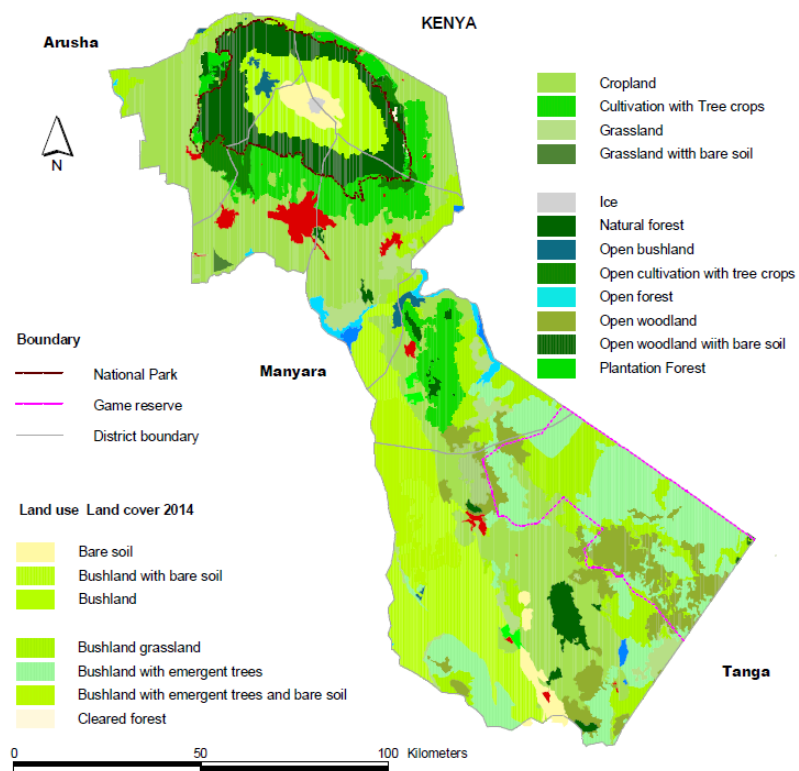 KENYA
Arusha
N
Cropland
Cultivation with Tree crops
Grassland
Grassland witth bare soil
Ice
Natural forest
Open bushland
Open cultivation with tree crops
Open forest
Open woodland
Open woodland with bare soil
Plantation Forest
Boundary
National Park
Game reserve
District boundary
Manyara
Land use Land cover 2014
Bare soil
Bushland with bare soil
Bushland
Bushland grassland
Bushland with emergent trees
Bushland with emergent trees and bare soil
Cleared forest
Tanga
0 50 100 Kilometers